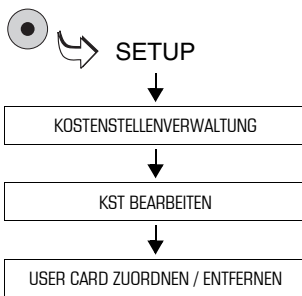 SETUP
KOSTENSTELLENVERWALTUNG
KST BEARBEITEN
USER CARD ZUORDNEN / ENTFERNEN